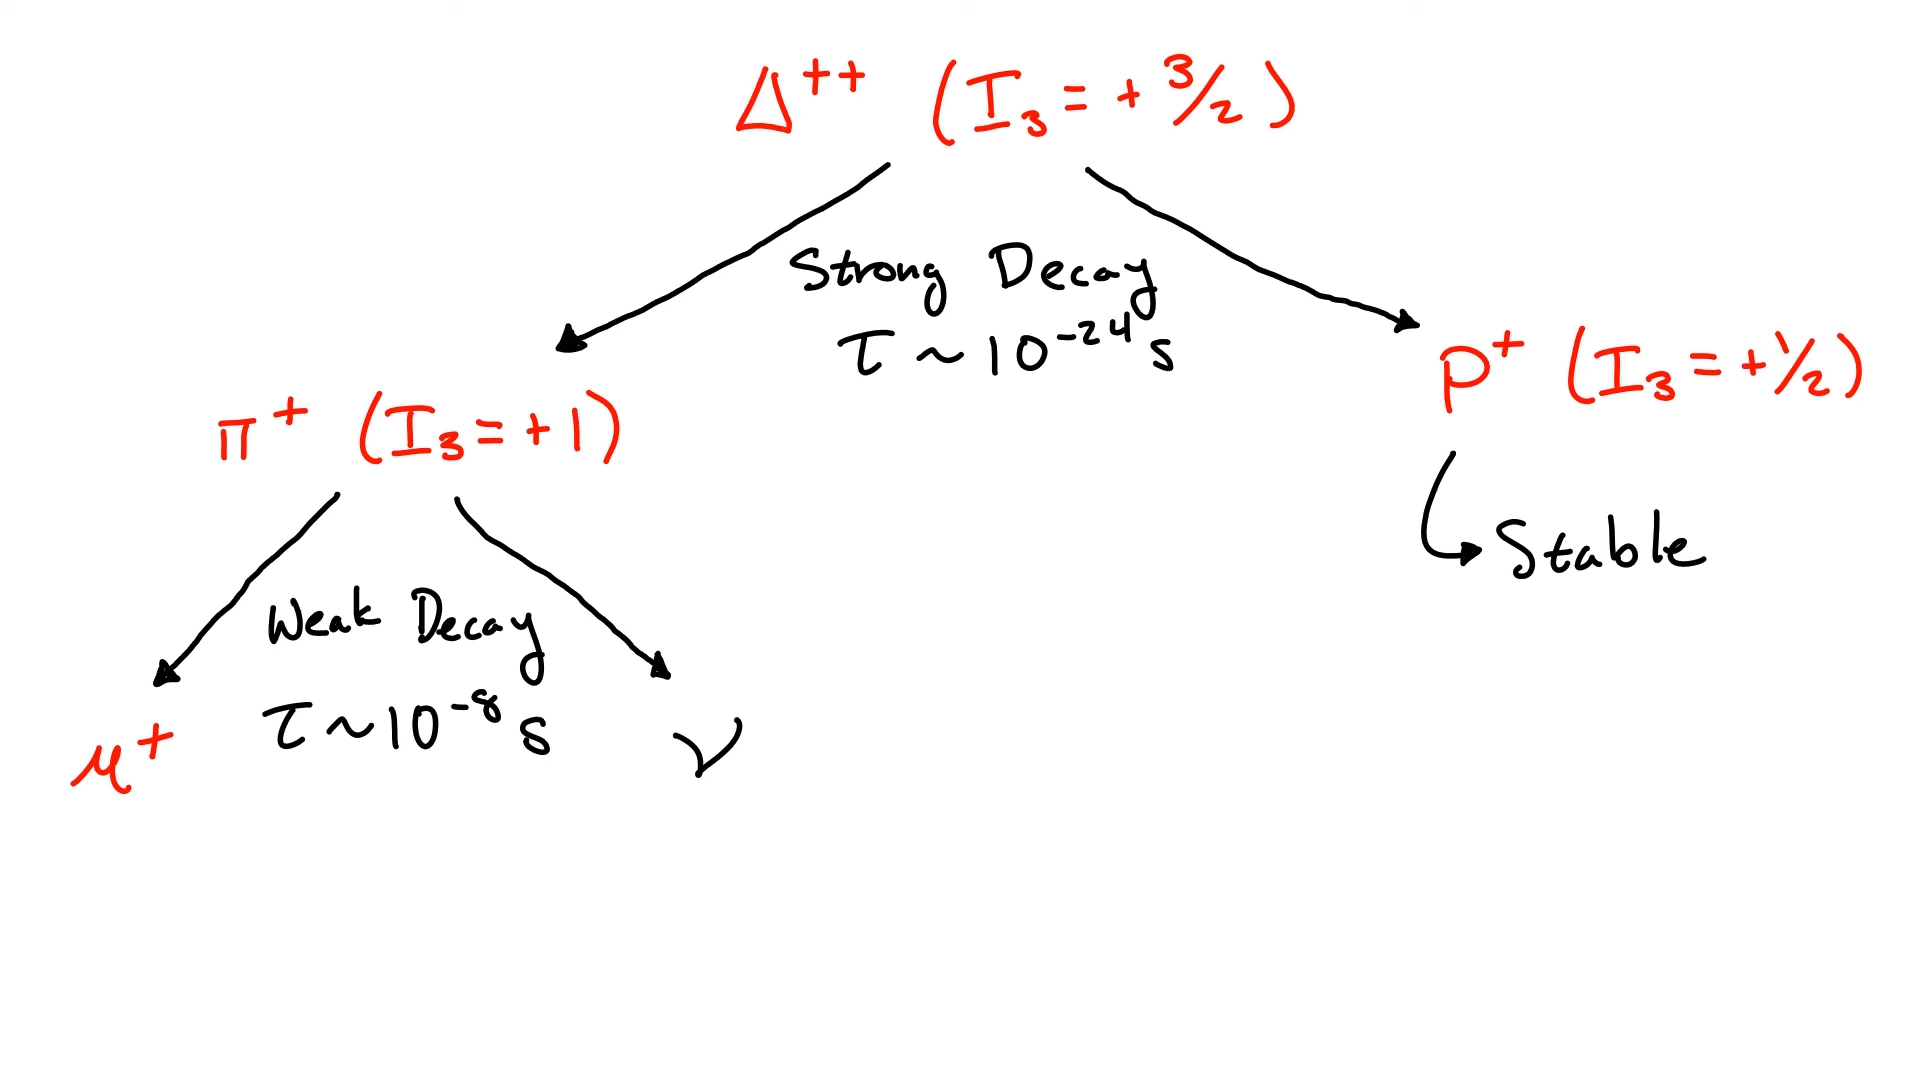 Δ⁺⁺ (I₃ = + 3/2)
Strong Decay
τ ~ 10⁻²⁴ s
p⁺ (I₃ = + 1/2)
π⁺ (I₃ = + 1)
Stable
Weak Decay
τ ~ 10⁻⁸ s
μ⁺
ν